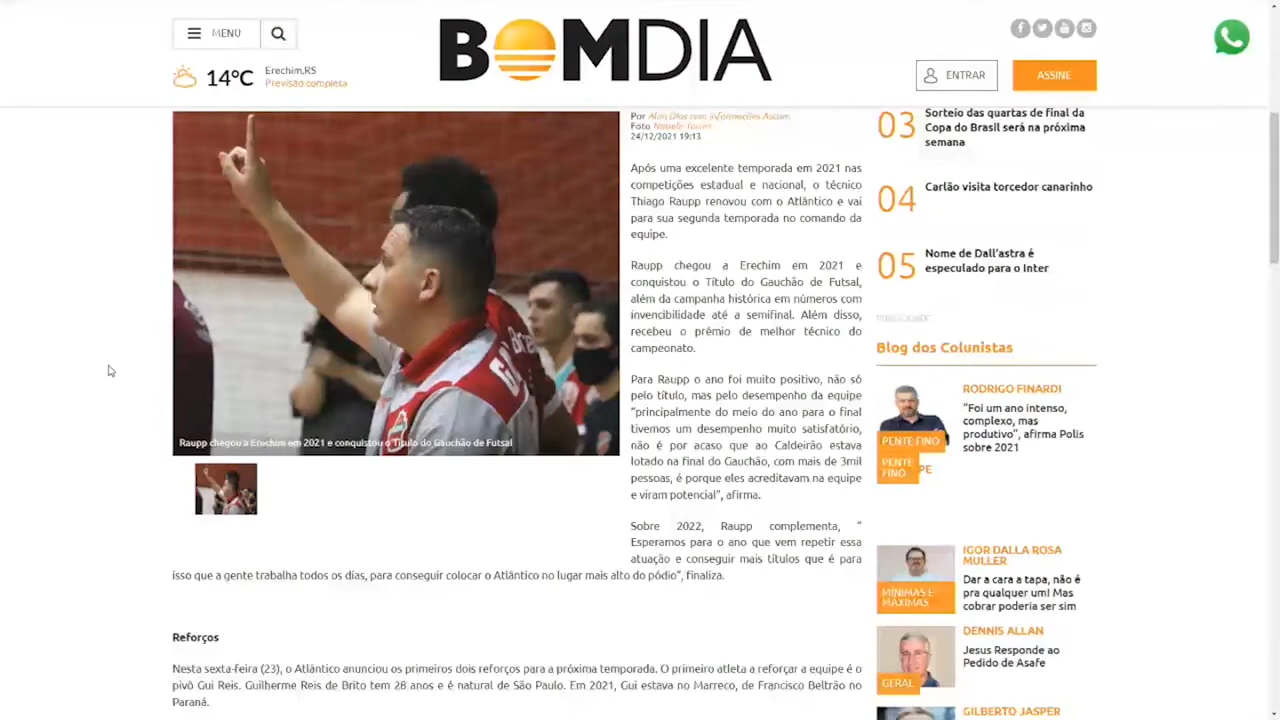 MENU
BOMDIA
14°C
Erechim,RS
Previsão completa
ENTRAR
ASSINE
Raupp chegou a Erechim em 2021 e conquistou o Título do Gauchão de Futsal
Por Alan Dias com informações Ascom
Foto
24/12/2021 19:13
Após uma excelente temporada em 2021 nas
competições estadual e nacional, o técnico
Thiago Raupp renovou com o Atlântico e vai
para sua segunda temporada no comando da
equipe.
Raupp chegou a Erechim em 2021 e
conquistou o Título do Gauchão de Futsal,
além da campanha histórica em números com
invencibilidade até a semifinal. Além disso,
recebeu o prêmio de melhor técnico do
campeonato.
Para Raupp o ano foi muito positivo, não só
pelo título, mas pelo desempenho da equipe
“principalmente do meio do ano para o final
tivemos um desempenho muito satisfatório,
não é por acaso que ao Caldeirão estava
lotado na final do Gauchão, com mais de 3mil
pessoas, é porque eles acreditavam na equipe
e viram potencial”, afirma.
Sobre 2022, Raupp complementa, “
Esperamos para o ano que vem repetir essa
atuação e conseguir mais títulos que é para
isso que a gente trabalha todos os dias, para conseguir colocar o Atlântico no lugar mais alto do pódio”, finaliza.
Reforços
Nesta sexta-feira (23), o Atlântico anunciou os primeiros dois reforços para a próxima temporada. O primeiro atleta a reforçar a equipe é o
pivô Gui Reis. Guilherme Reis de Brito tem 28 anos e é natural de São Paulo. Em 2021, Gui estava no Marreco, de Francisco Beltrão no
Paraná.
03
Sorteio das quartas de final da
Copa do Brasil será na próxima
semana
04
Carlão visita torcedor canarinho
05
Nome de Dall'astra é
especulado para o Inter
PUBLICIDADE
Blog dos Colunistas
RODRIGO FINARDI
“Foi um ano intenso,
complexo, mas
produtivo”, afirma Polis
sobre 2021
PENTE FINO
PENTE
FINO
PE
IGOR DALLA ROSA
MULLER
Dar a cara a tapa, não é
pra qualquer um! Mas
cobrar poderia ser sim
MÍNIMAS E
MÁXIMAS
DENNIS ALLAN
Jesus Responde ao
Pedido de Asafe
GERAL
GILBERTO JASPER